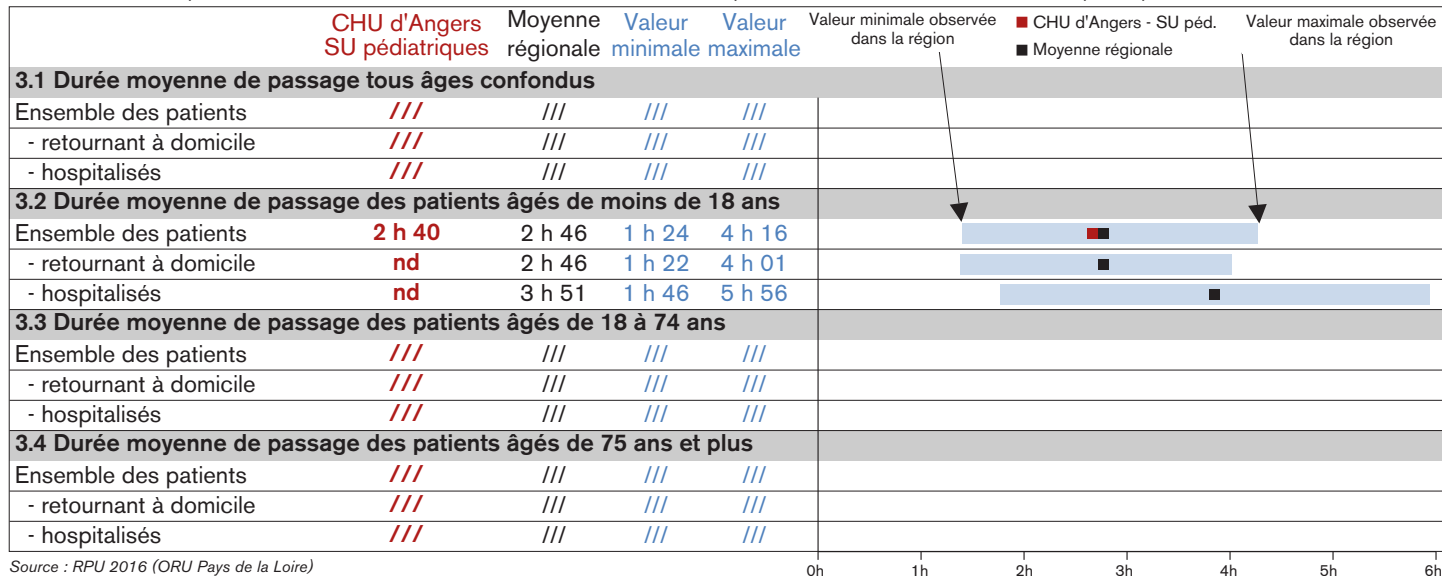 CHU d'Angers SU pédiatriques Moyenne régionale Valeur minimale Valeur maximale Valeur minimale observée dans la région CHU d'Angers - SU péd. Moyenne régionale Valeur maximale observée dans la région
3.1 Durée moyenne de passage tous âges confondus
Ensemble des patients /// /// /// ///
- retournant à domicile /// /// /// ///
- hospitalisés /// /// /// ///
3.2 Durée moyenne de passage des patients âgés de moins de 18 ans
Ensemble des patients 2 h 40 2 h 46 1 h 24 4 h 16
- retournant à domicile nd 2 h 46 1 h 22 4 h 01
- hospitalisés nd 3 h 51 1 h 46 5 h 56
3.3 Durée moyenne de passage des patients âgés de 18 à 74 ans
Ensemble des patients /// /// /// ///
- retournant à domicile /// /// /// ///
- hospitalisés /// /// /// ///
3.4 Durée moyenne de passage des patients âgés de 75 ans et plus
Ensemble des patients /// /// /// ///
- retournant à domicile /// /// /// ///
- hospitalisés /// /// /// ///
Source : RPU 2016 (ORU Pays de la Loire) 0h 1h 2h 3h 4h 5h 6h